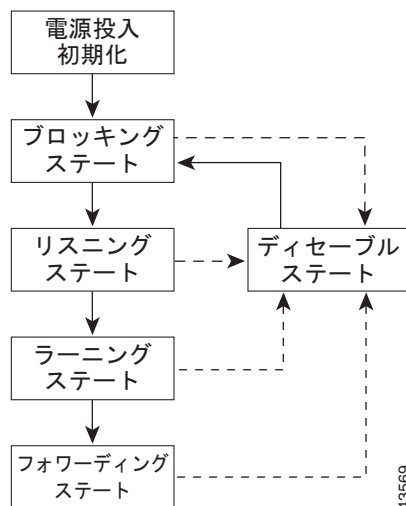 電源投入
初期化
ブロッキング
ステート
リスニング
ステート
ディセーブル
ステート
ラーニング
ステート
フォワーディング
ステート
43569